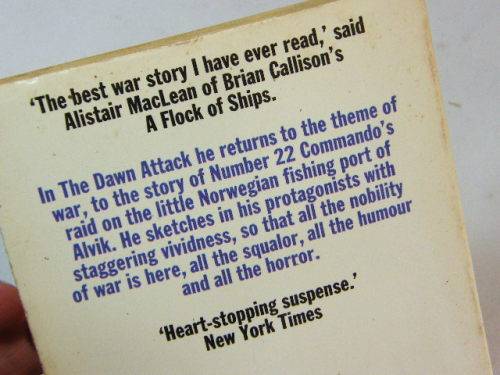 ‘The best war story I have ever read,’ said
Alistair MacLean of Brian Callison’s
A Flock of Ships.
In The Dawn Attack he returns to the theme of
war, to the story of Number 22 Commando’s
raid on the little Norwegian fishing port of
Alvik. He sketches in his protagonists with
staggering vividness, so that all the nobility
of war is here, all the squalor, all the humour
and all the horror.
‘Heart-stopping suspense.’
New York Times